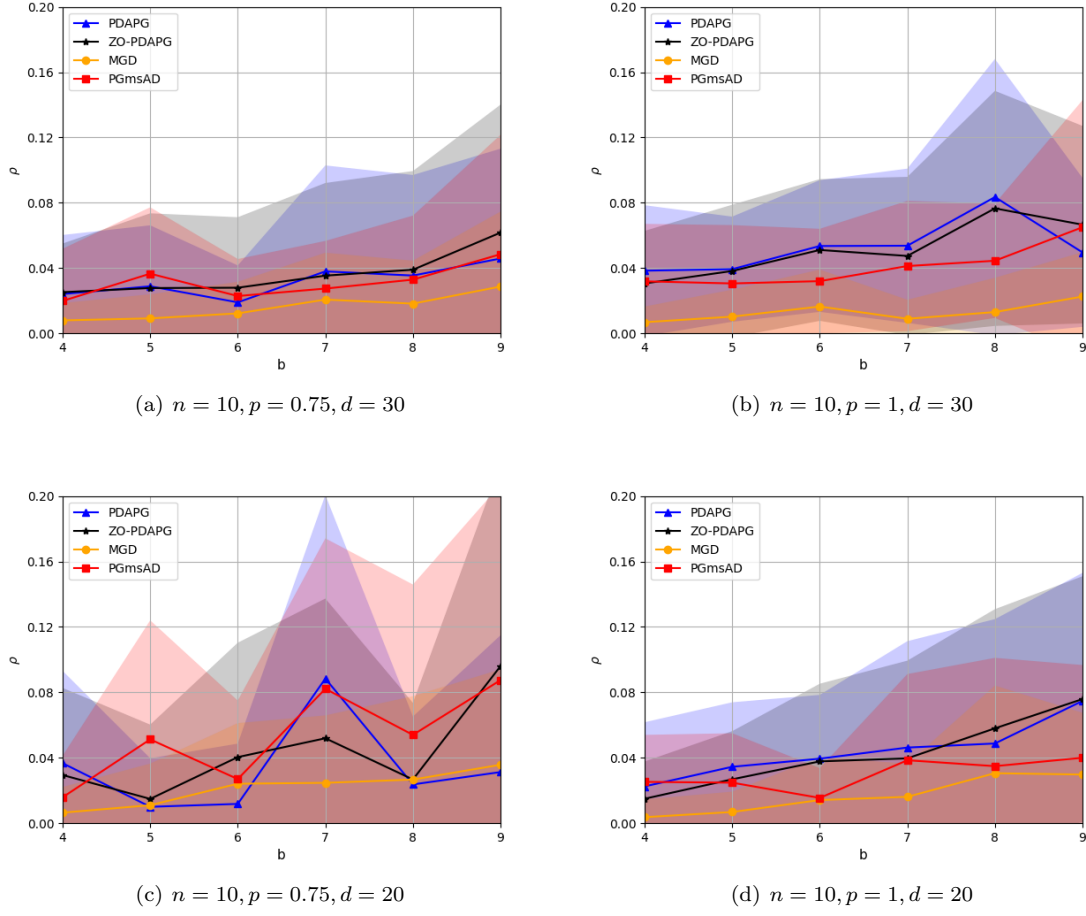 0.20
0.16
0.12
0.08
0.04
0.00
ρ
PDAPG
ZO-PDAPG
MGD
PGmsAD
4 5 6 7 8 9
b
(a) n = 10, p = 0.75, d = 30
0.20
0.16
0.12
0.08
0.04
0.00
ρ
PDAPG
ZO-PDAPG
MGD
PGmsAD
4 5 6 7 8 9
b
(b) n = 10, p = 1, d = 30
0.20
0.16
0.12
0.08
0.04
0.00
ρ
PDAPG
ZO-PDAPG
MGD
PGmsAD
4 5 6 7 8 9
b
(c) n = 10, p = 0.75, d = 20
0.20
0.16
0.12
0.08
0.04
0.00
ρ
PDAPG
ZO-PDAPG
MGD
PGmsAD
4 5 6 7 8 9
b
(d) n = 10, p = 1, d = 20